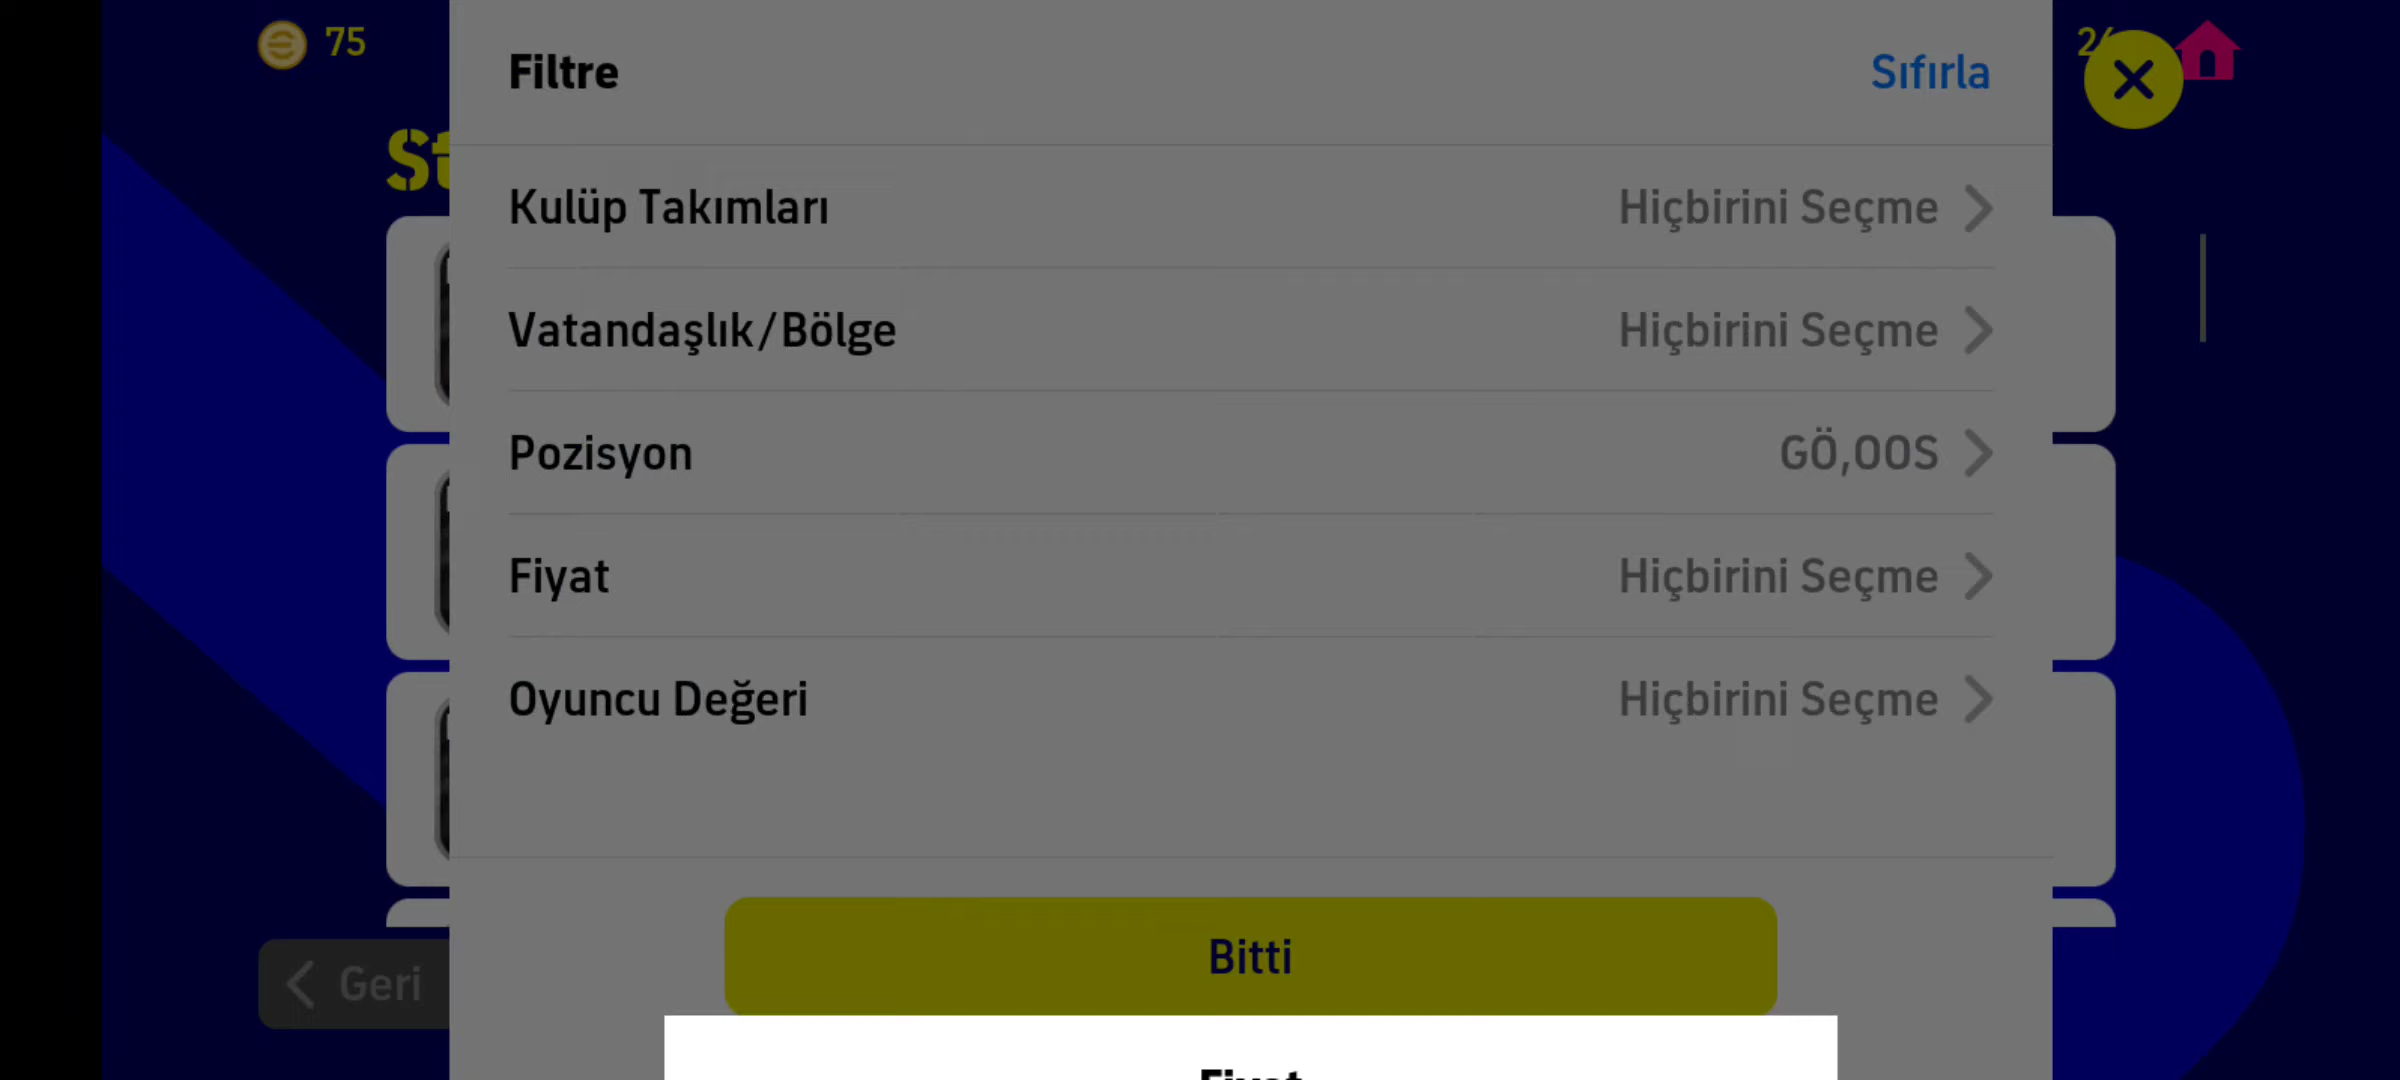 75
Filtre
Sıfırla
Kulüp Takımları
Hiçbirini Seçme
Vatandaşlık/Bölge
Hiçbirini Seçme
Pozisyon
GÖ,OOS
Fiyat
Hiçbirini Seçme
Oyuncu Değeri
Hiçbirini Seçme
Geri
Bitti
Fiyat